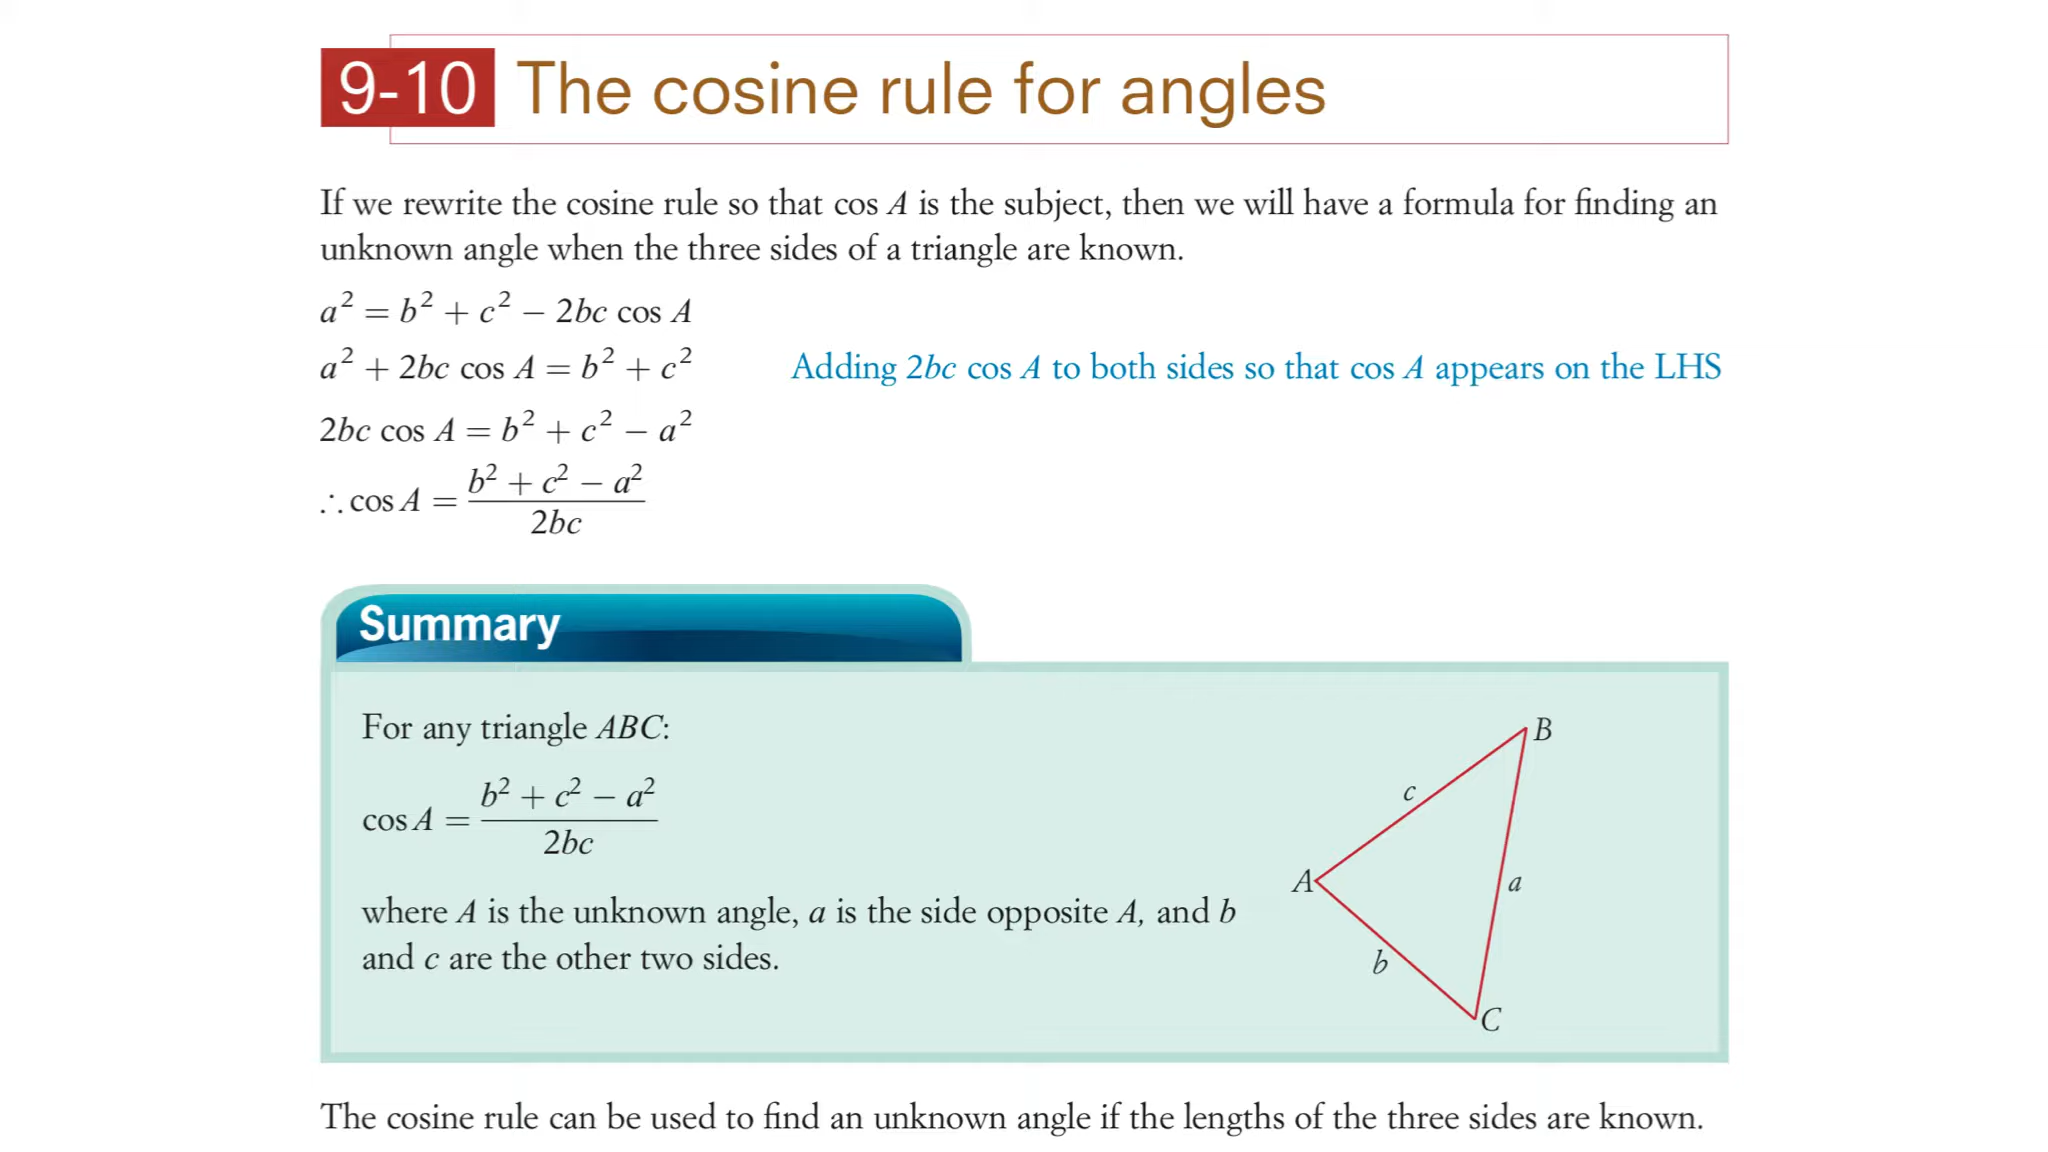 9-10 The cosine rule for angles
If we rewrite the cosine rule so that cos A is the subject, then we will have a formula for finding an
unknown angle when the three sides of a triangle are known.
a² = b² + c² − 2bc cos A
a² + 2bc cos A = b² + c² Adding 2bc cos A to both sides so that cos A appears on the LHS
2bc cos A = b² + c² − a²
∴ cos A = (b² + c² − a²) / 2bc
Summary
For any triangle ABC:
cos A = (b² + c² − a²) / 2bc
where A is the unknown angle, a is the side opposite A, and b
and c are the other two sides.
B
c
A
a
b
C
The cosine rule can be used to find an unknown angle if the lengths of the three sides are known.